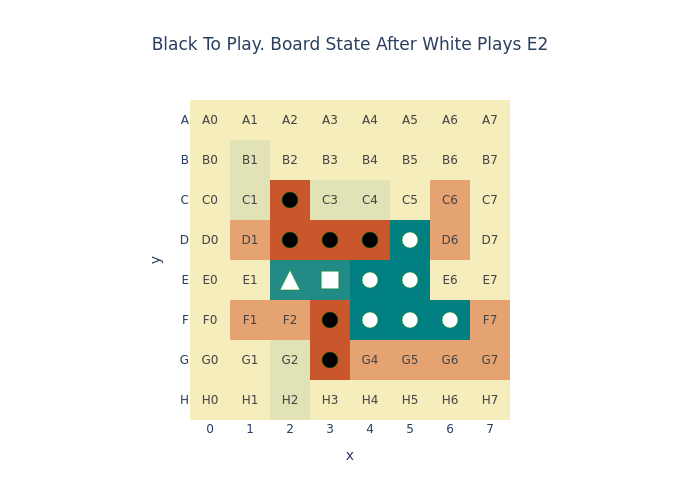 Black To Play. Board State After White Plays E2
A A0 A1 A2 A3 A4 A5 A6 A7
B B0 B1 B2 B3 B4 B5 B6 B7
C C0 C1 C3 C4 C5 C6 C7
D D0 D1 D6 D7
E E0 E1 E6 E7
F F0 F1 F2 F7
G G0 G1 G2 G4 G5 G6 G7
H H0 H1 H2 H3 H4 H5 H6 H7
0 1 2 3 4 5 6 7
x
y